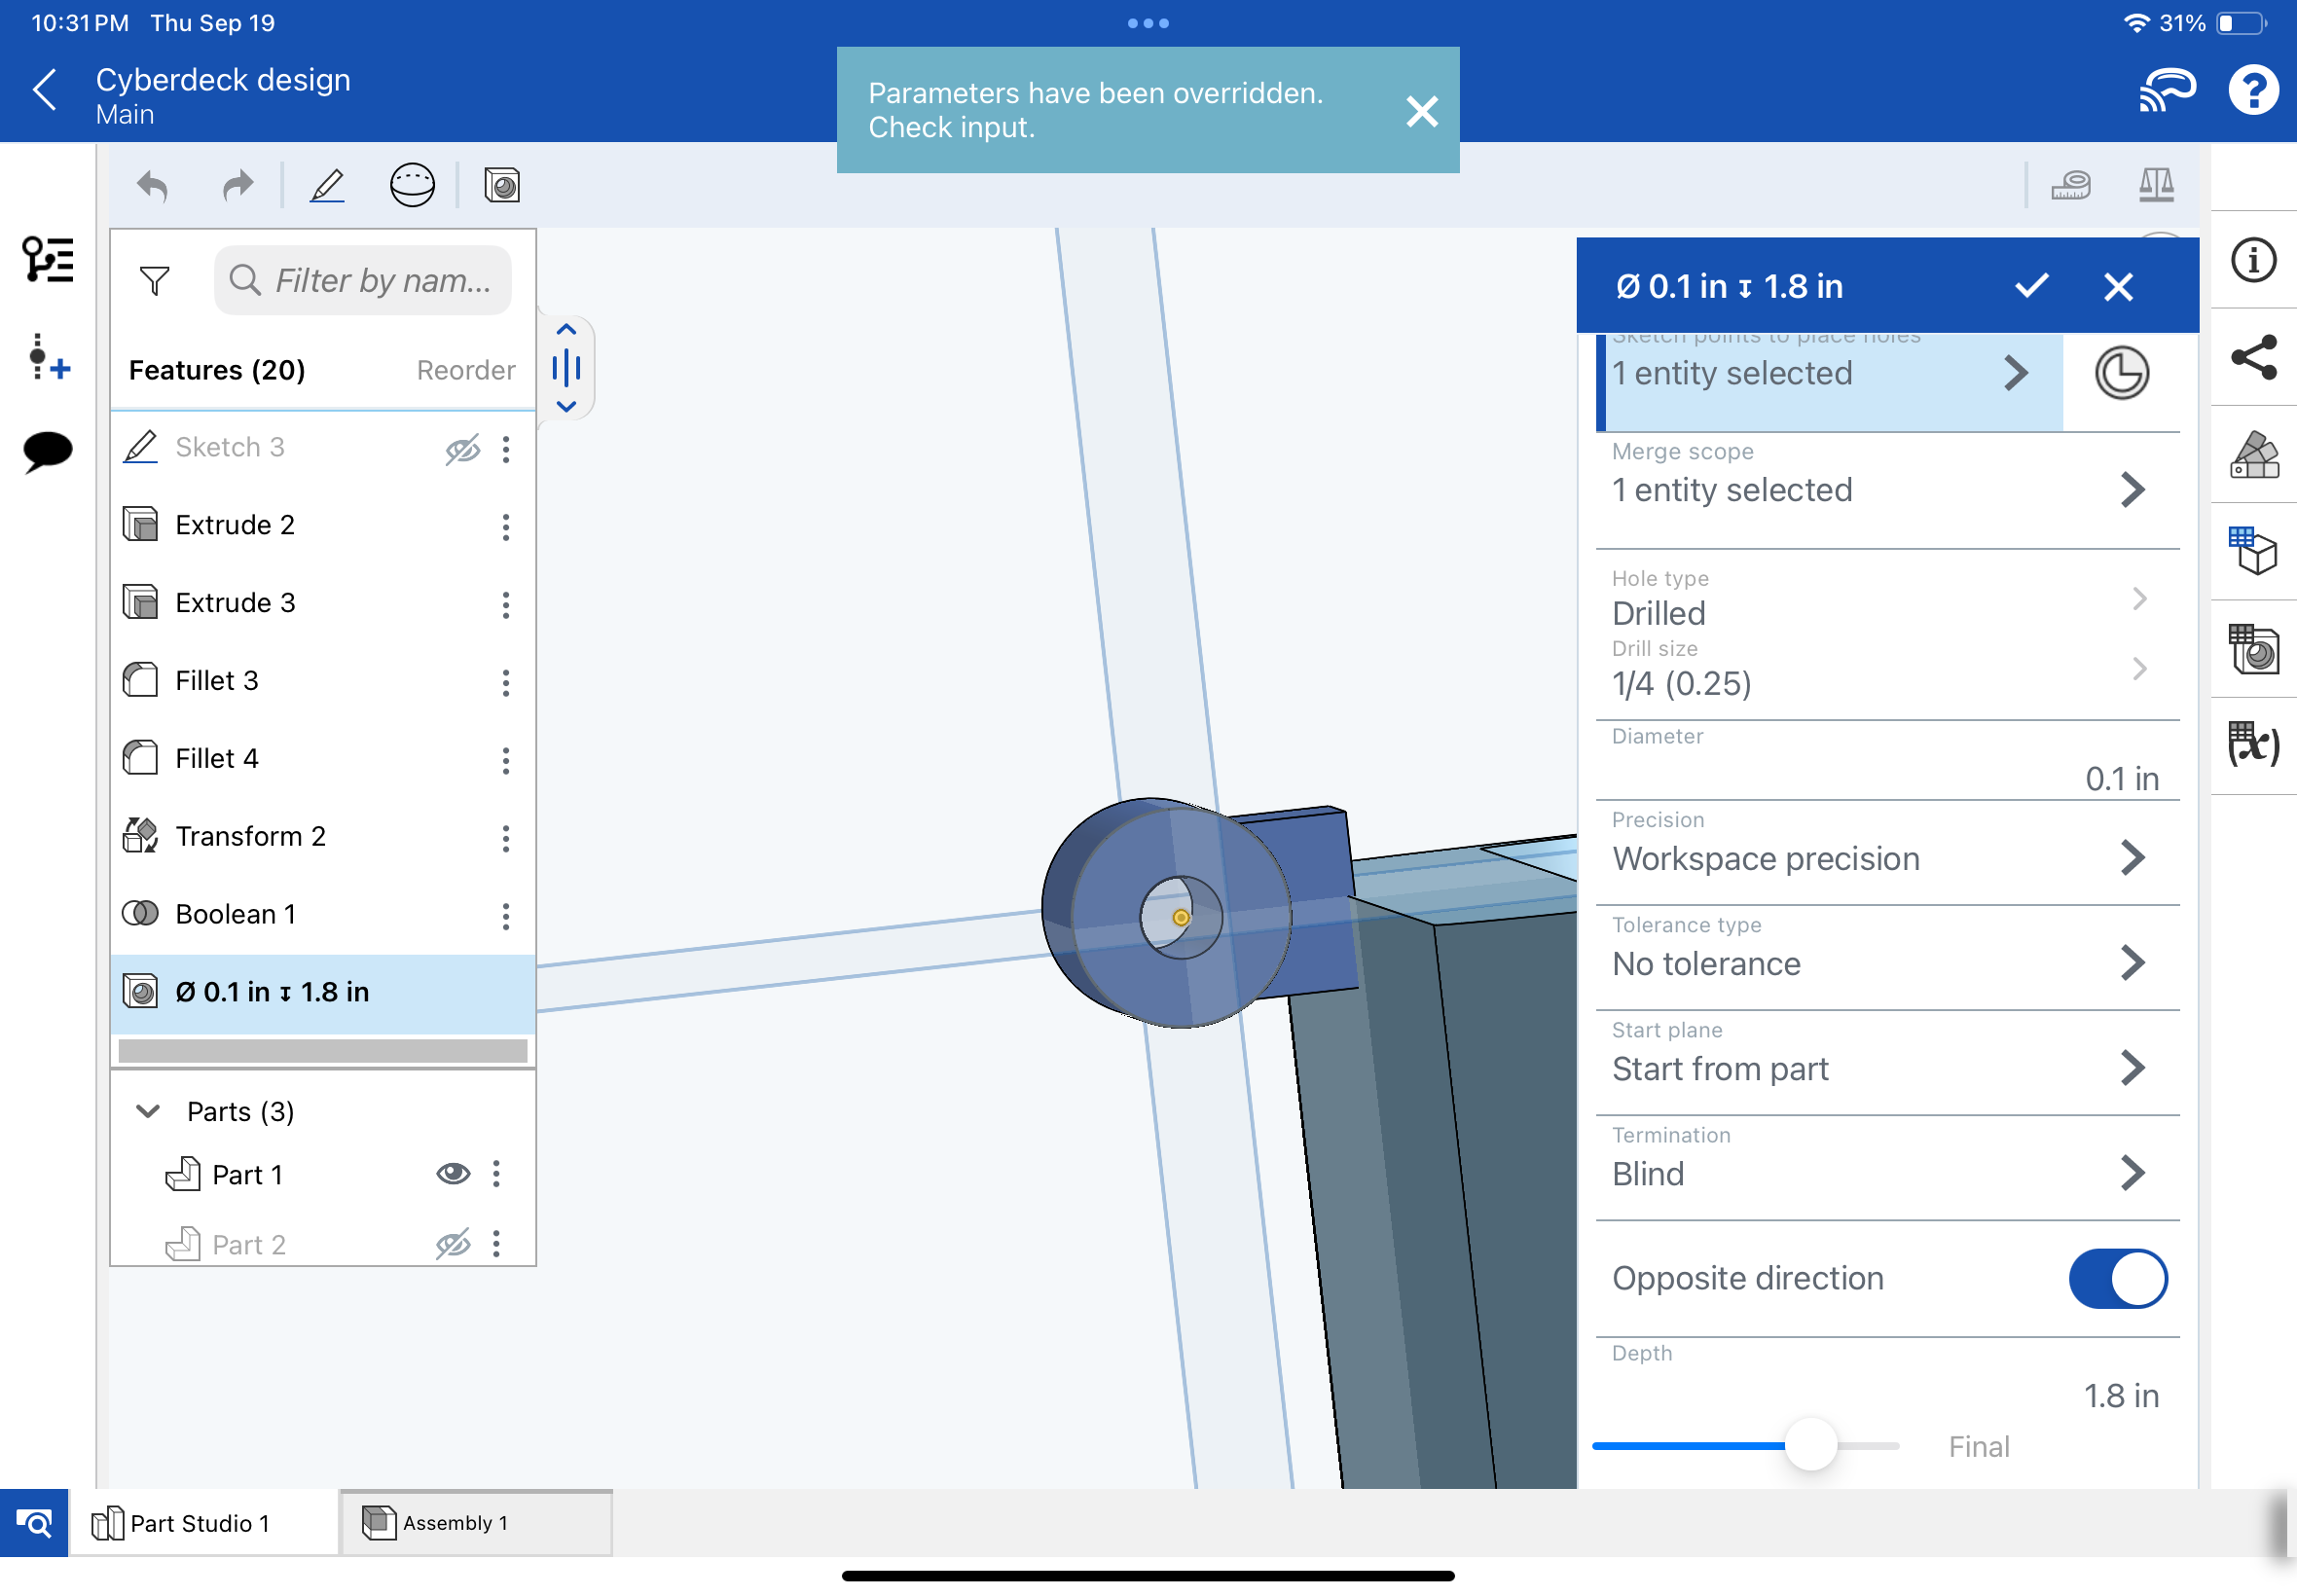 10:31 PM Thu Sep 19
31%
Cyberdeck design
Main
Parameters have been overridden.
Check input.
Filter by nam...
Features (20) Reorder
Sketch 3
Extrude 2
Extrude 3
Fillet 3
Fillet 4
Transform 2
Boolean 1
Ø 0.1 in ↧ 1.8 in
Parts (3)
Part 1
Part 2
Ø 0.1 in ↧ 1.8 in
Sketch points to place holes
1 entity selected
Merge scope
1 entity selected
Hole type
Drilled
Drill size
1/4 (0.25)
Diameter
0.1 in
Precision
Workspace precision
Tolerance type
No tolerance
Start plane
Start from part
Termination
Blind
Opposite direction
Depth
1.8 in
Final
Part Studio 1
Assembly 1